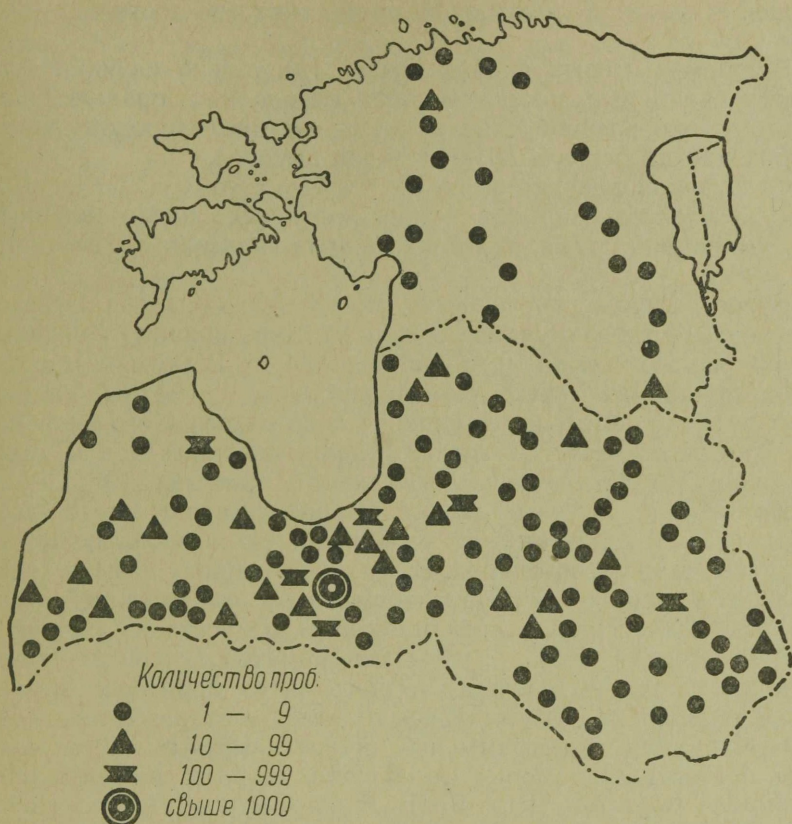 Количество проб:
1 — 9
10 — 99
100 — 999
свыше 1000